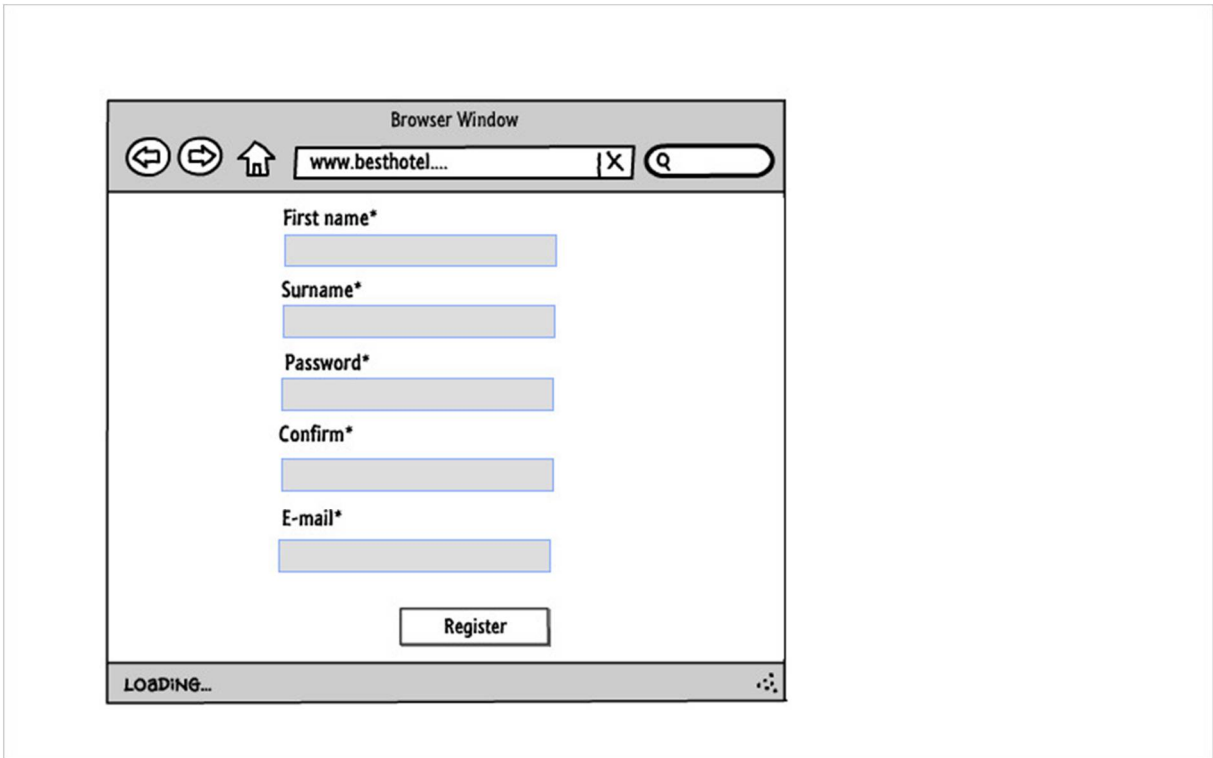 Browser Window
www.besthotel....
First name*
Surname*
Password*
Confirm*
E-mail*
Register
LOADING...